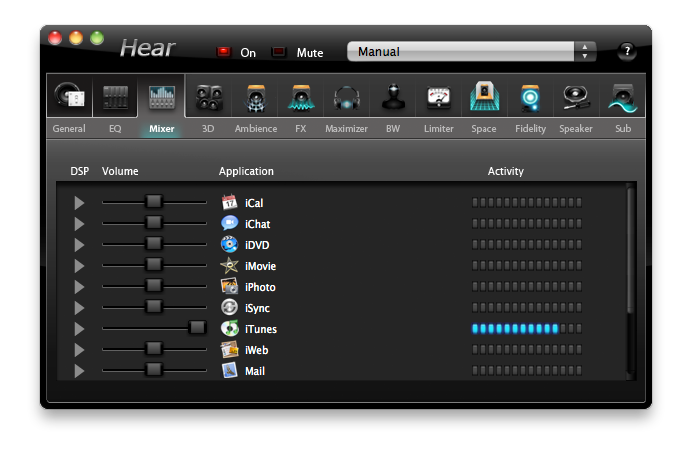 Hear On Mute Manual ?
General EQ Mixer 3D Ambience FX Maximizer BW Limiter Space Fidelity Speaker Sub
DSP Volume Application Activity
17 iCal
iChat
iDVD
iMovie
iPhoto
iSync
iTunes
iWeb
Mail